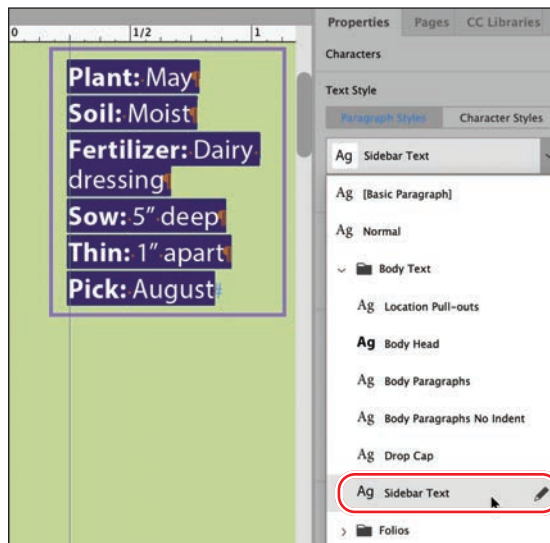 Properties Pages CC Libraries
0 1/2 1
Characters
Text Style
Paragraph Styles Character Styles
Ag Sidebar Text
Ag [Basic Paragraph]
Ag Normal
Body Text
Ag Location Pull-outs
Ag Body Head
Ag Body Paragraphs
Ag Body Paragraphs No Indent
Ag Drop Cap
Ag Sidebar Text
Folios
Plant: May¶
Soil: Moist¶
Fertilizer: Dairy
dressing¶
Sow: 5” deep¶
Thin: 1” apart¶
Pick: August#